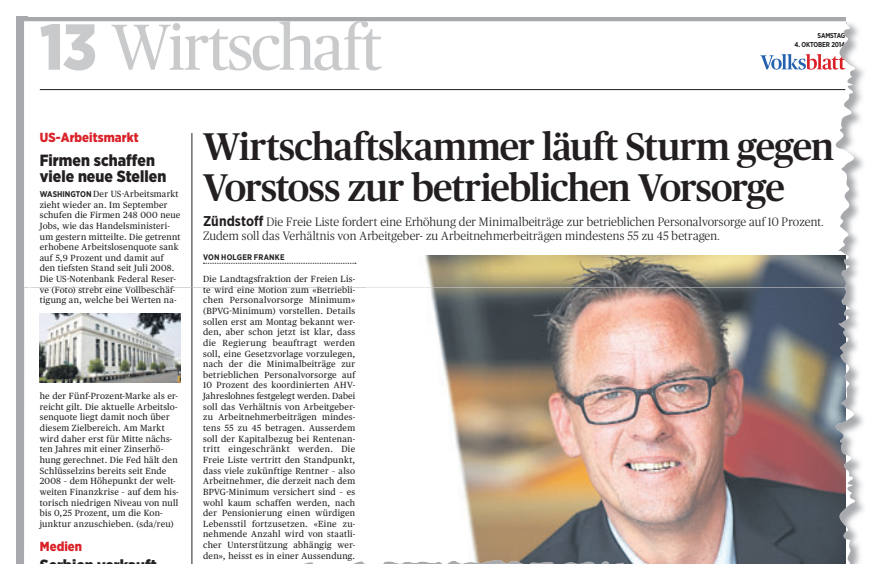 13 Wirtschaft
SAMSTAG
4. OKTOBER 2014
Volksblatt
US-Arbeitsmarkt
Firmen schaffen
viele neue Stellen
WASHINGTON Der US-Arbeitsmarkt
zieht wieder an. Im September
schufen die Firmen 248 000 neue
Jobs, wie das Handelsministeri-
um gestern mitteilte. Die getrennt
erhobene Arbeitslosenquote sank
auf 5,9 Prozent und damit auf
den tiefsten Stand seit Juli 2008.
Die US-Notenbank Federal Reser-
ve (Foto) strebt eine Vollbeschäf-
tigung an, welche bei Werten na-
he der Fünf-Prozent-Marke als er-
reicht gilt. Die aktuelle Arbeitslo-
senquote liegt damit noch über
diesem Zielbereich. Am Markt
wird daher erst für Mitte nächs-
ten Jahres mit einer Zinserhö-
hung gerechnet. Die Fed hält den
Schlüsselzins bereits seit Ende
2008 - dem Höhepunkt der welt-
weiten Finanzkrise - auf dem his-
torisch niedrigen Niveau von null
bis 0,25 Prozent, um die Kon-
junktur anzuschieben. (sda/reu)
Medien
Wirtschaftskammer läuft Sturm gegen
Vorstoss zur betrieblichen Vorsorge
Zündstoff Die Freie Liste fordert eine Erhöhung der Minimalbeiträge zur betrieblichen Personalvorsorge auf 10 Prozent.
Zudem soll das Verhältnis von Arbeitgeber- zu Arbeitnehmerbeiträgen mindestens 55 zu 45 betragen.
VON HOLGER FRANKE
Die Landtagsfraktion der Freien Lis-
te wird eine Motion zum «Betriebli-
chen Personalvorsorge Minimum»
(BPVG-Minimum) vorstellen. Details
sollen erst am Montag bekannt wer-
den, aber schon jetzt ist klar, dass
die Regierung beauftragt werden
soll, eine Gesetzvorlage vorzulegen,
nach der die Minimalbeiträge zur
betrieblichen Personalvorsorge auf
10 Prozent des koordinierten AHV-
Jahreslohnes festgelegt werden. Dabei
soll das Verhältnis von Arbeitgeber-
zu Arbeitnehmerbeiträgen mindes-
tens 55 zu 45 betragen. Ausserdem
soll der Kapitalbezug bei Rentenan-
tritt eingeschränkt werden. Die
Freie Liste vertritt den Standpunkt,
dass viele zukünftige Rentner - also
Arbeitnehmer, die derzeit nach dem
BPVG-Minimum versichert sind - es
wohl kaum schaffen werden, nach
der Pensionierung einen würdigen
Lebensstil fortzusetzen. «Eine zu-
nehmende Anzahl wird von staatli-
cher Unterstützung abhängig wer-
den», heisst es in einer Aussendung.